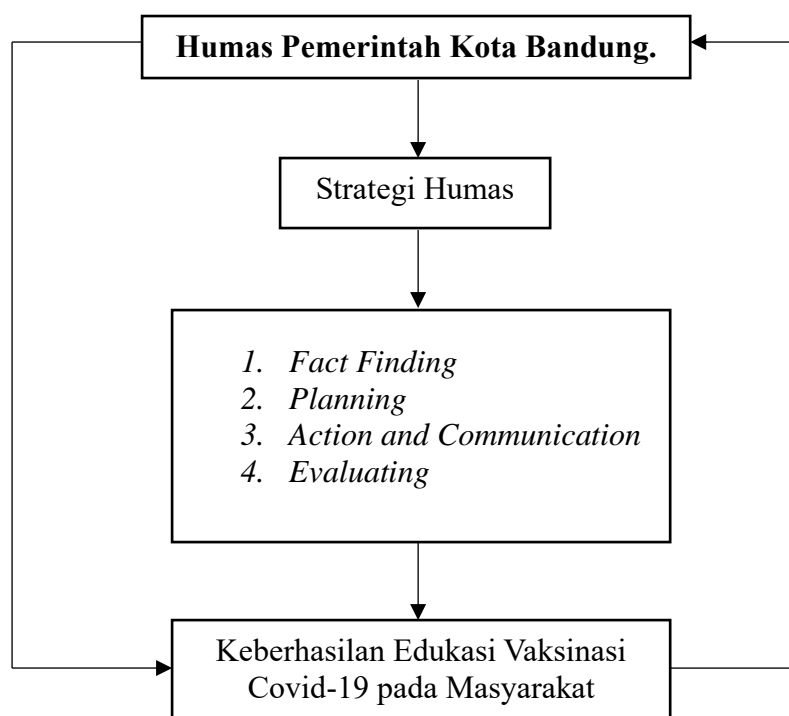 Humas Pemerintah Kota Bandung.
Strategi Humas
1. Fact Finding
2. Planning
3. Action and Communication
4. Evaluating
Keberhasilan Edukasi Vaksinasi
Covid-19 pada Masyarakat